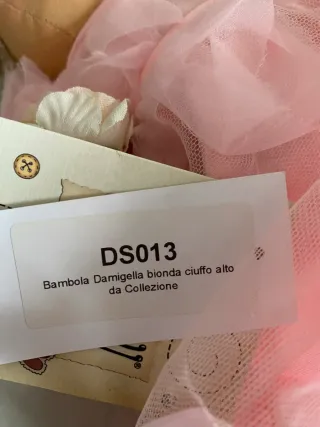 DS013
Bambola Damigella bionda ciuffo alto
da Collezione